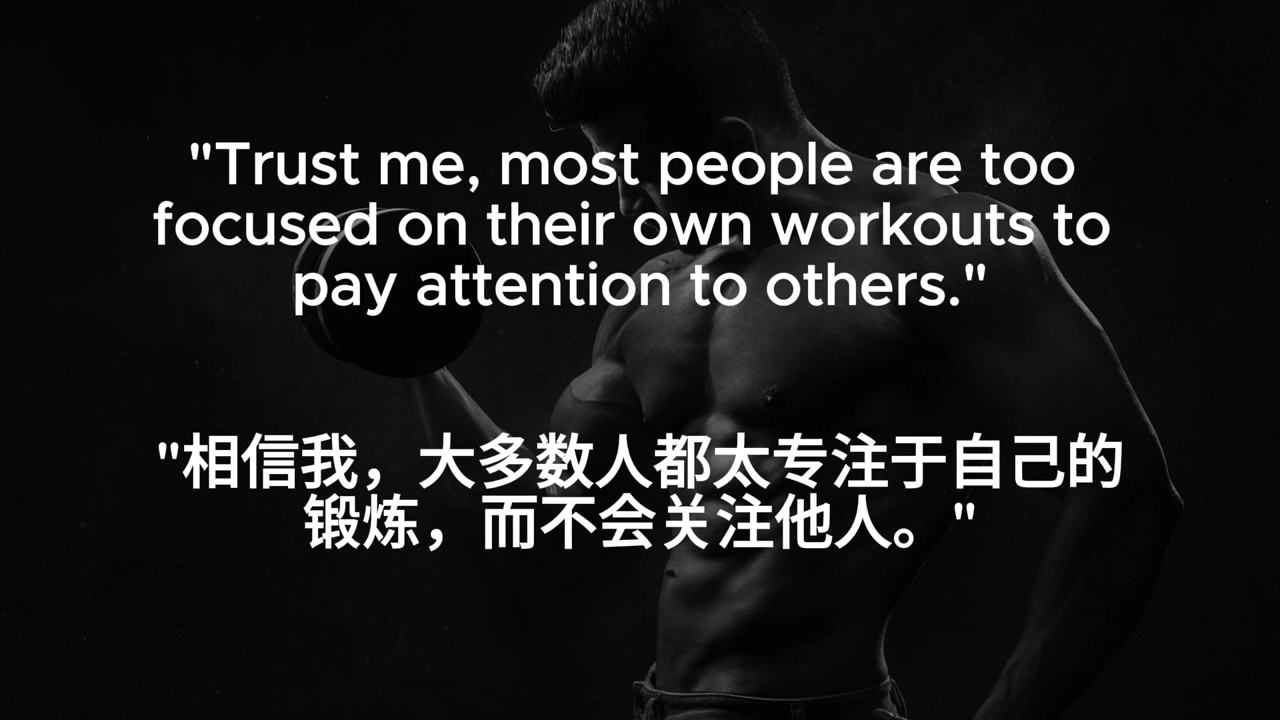 "Trust me, most people are too
focused on their own workouts to
pay attention to others."
"相信我，大多数人都太专注于自己的
锻炼，而不会关注他人。"